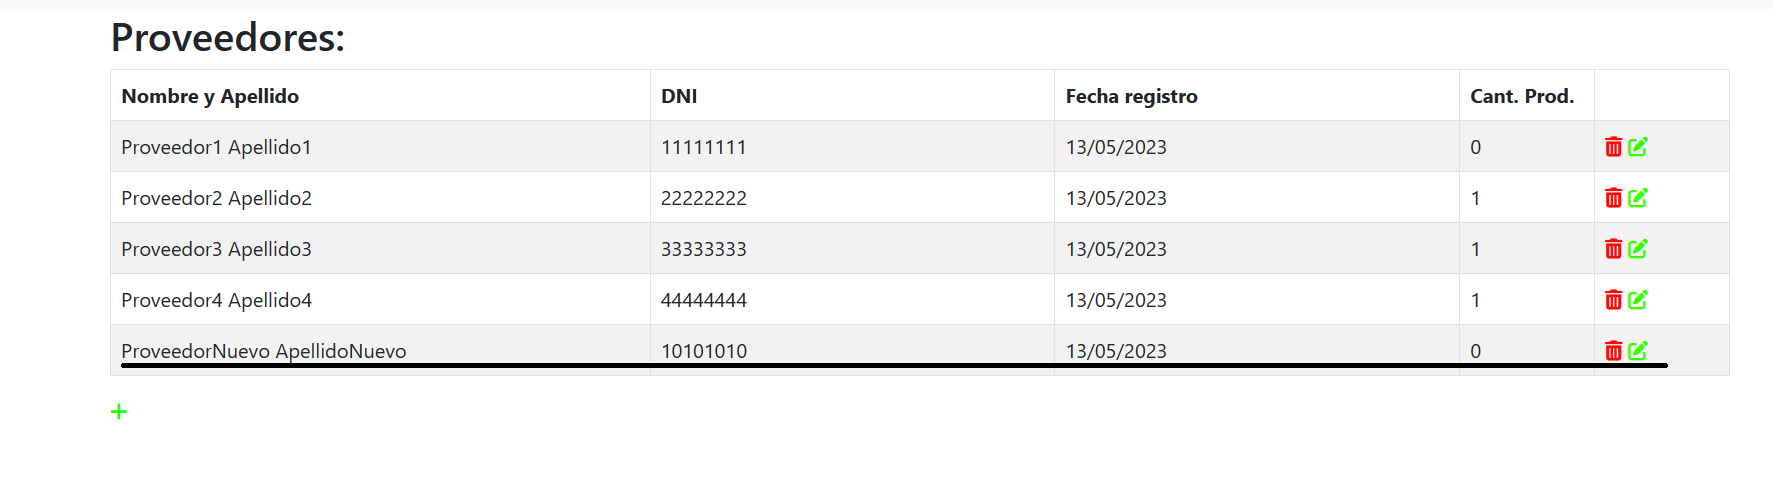 Proveedores:
Nombre y Apellido DNI Fecha registro Cant. Prod.
Proveedor1 Apellido1 11111111 13/05/2023 0
Proveedor2 Apellido2 22222222 13/05/2023 1
Proveedor3 Apellido3 33333333 13/05/2023 1
Proveedor4 Apellido4 44444444 13/05/2023 1
ProveedorNuevo ApellidoNuevo 10101010 13/05/2023 0
+